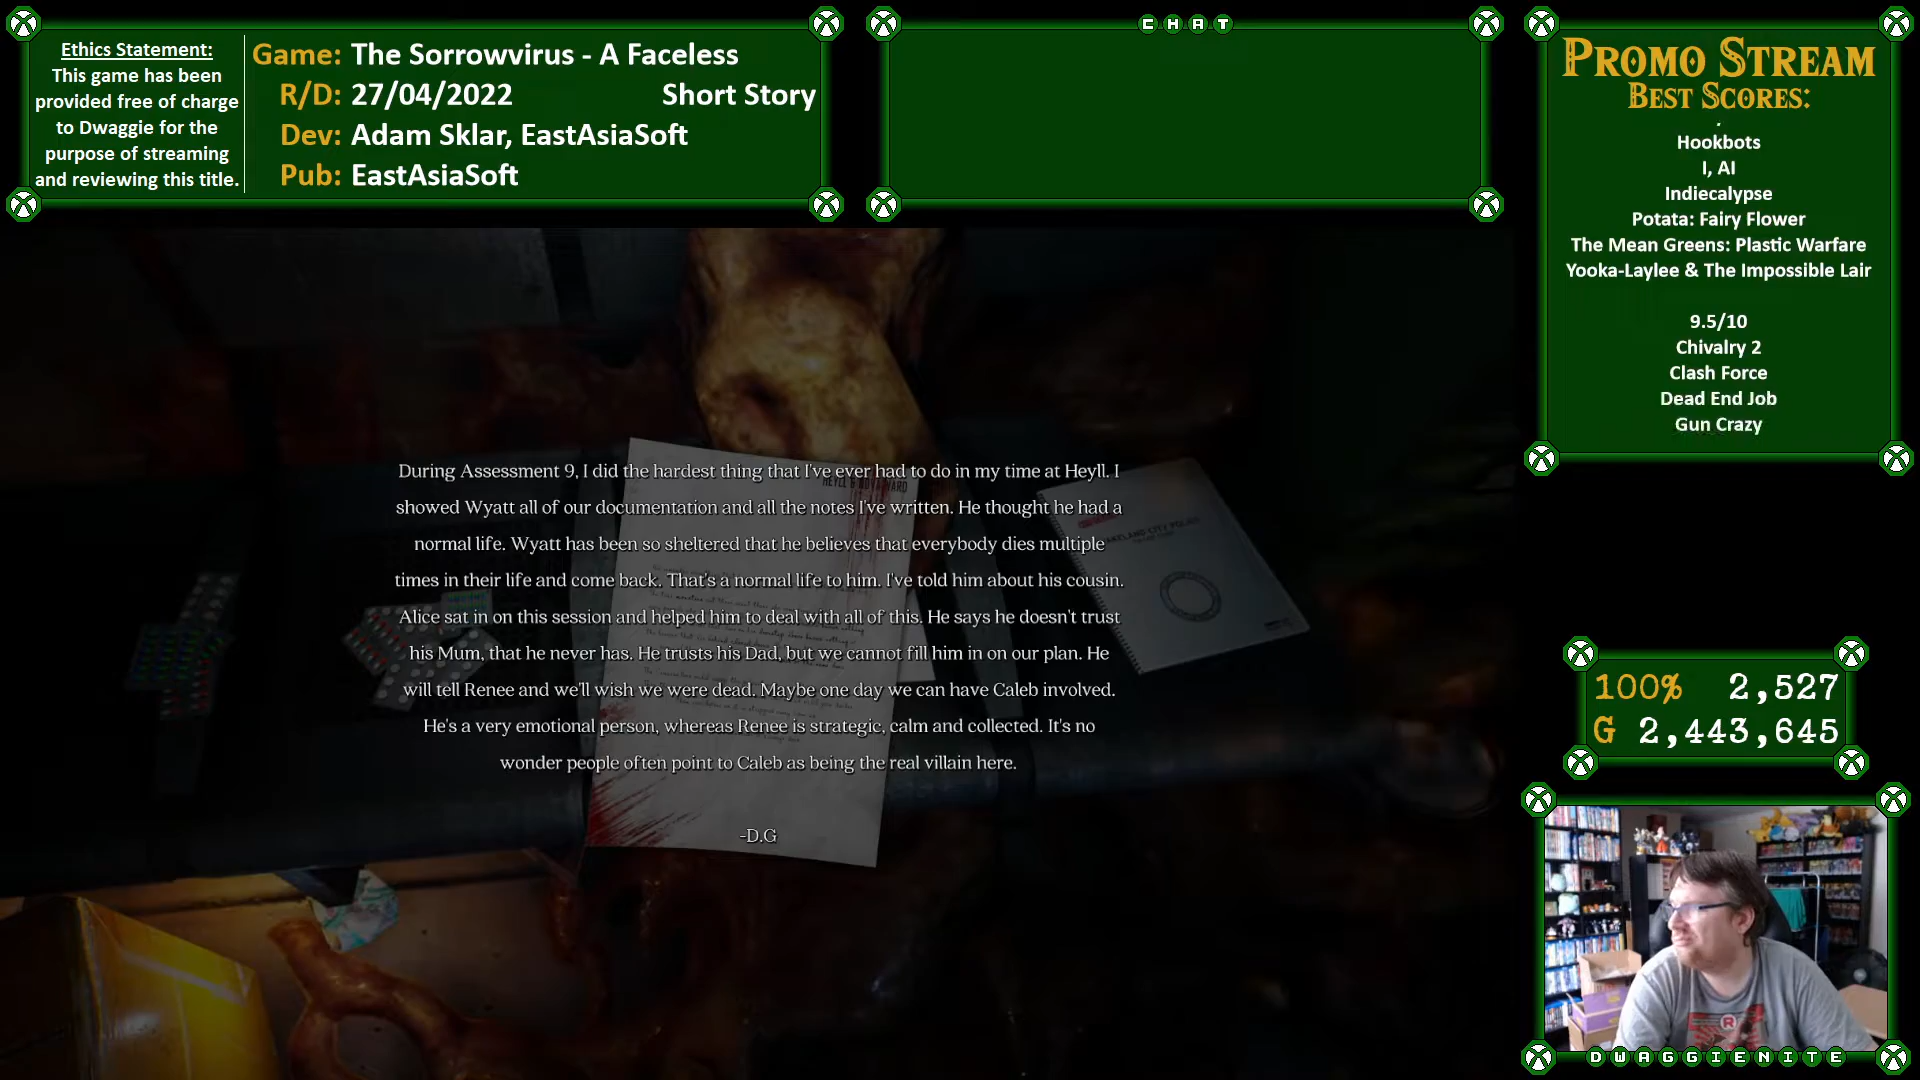 Ethics Statement:
This game has been
provided free of charge
to Dwaggie for the
purpose of streaming
and reviewing this title.
Game: The Sorrowvirus - A Faceless
R/D: 27/04/2022 Short Story
Dev: Adam Sklar, EastAsiaSoft
Pub: EastAsiaSoft
CHAT
Promo Stream
Best Scores:
Hookbots
I, AI
Indiecalypse
Potata: Fairy Flower
The Mean Greens: Plastic Warfare
Yooka-Laylee & The Impossible Lair
9.5/10
Chivalry 2
Clash Force
Dead End Job
Gun Crazy
During Assessment 9, I did the hardest thing that I've ever had to do in my time at Heyll. I
showed Wyatt all of our documentation and all the notes I've written. He thought he had a
normal life. Wyatt has been so sheltered that he believes that everybody dies multiple
times in their life and come back. That's a normal life to him. I've told him about his cousin.
Alice sat in on this session and helped him to deal with all of this. He says he doesn't trust
his Mum, that he never has. He trusts his Dad, but we cannot fill him in on our plan. He
will tell Renee and we'll wish we were dead. Maybe one day we can have Caleb involved.
He's a very emotional person, whereas Renee is strategic, calm and collected. It's no
wonder people often point to Caleb as being the real villain here.
-D.G
100% 2,527
G 2,443,645
DWAGGIENITE